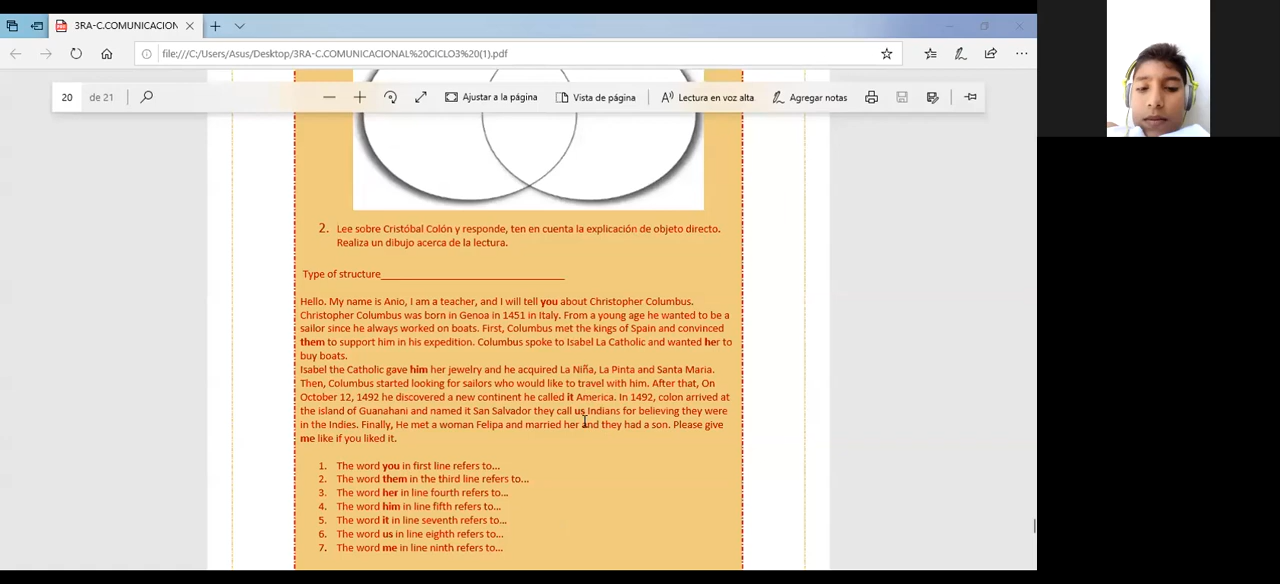 3RA-C.COMUNICACION
file:///C:/Users/Asus/Desktop/3RA-C.COMUNICACIONAL%20CICLO3%20(1).pdf
20 de 21
Ajustar a la página
Vista de página
Lectura en voz alta
Agregar notas
2. Lee sobre Cristóbal Colón y responde, ten en cuenta la explicación de objeto directo.
Realiza un dibujo acerca de la lectura.
Type of structure______________________________
Hello. My name is Anio, I am a teacher, and I will tell you about Christopher Columbus.
Christopher Columbus was born in Genoa in 1451 in Italy. From a young age he wanted to be a
sailor since he always worked on boats. First, Columbus met the kings of Spain and convinced
them to support him in his expedition. Columbus spoke to Isabel La Catholic and wanted her to
buy boats.
Isabel the Catholic gave him her jewelry and he acquired La Niña, La Pinta and Santa Maria.
Then, Columbus started looking for sailors who would like to travel with him. After that, On
October 12, 1492 he discovered a new continent he called it America. In 1492, colon arrived at
the island of Guanahani and named it San Salvador they call us Indians for believing they were
in the Indies. Finally, He met a woman Felipa and married her and they had a son. Please give
me like if you liked it.
1. The word you in first line refers to...
2. The word them in the third line refers to...
3. The word her in line fourth refers to...
4. The word him in line fifth refers to...
5. The word it in line seventh refers to...
6. The word us in line eighth refers to...
7. The word me in line ninth refers to...